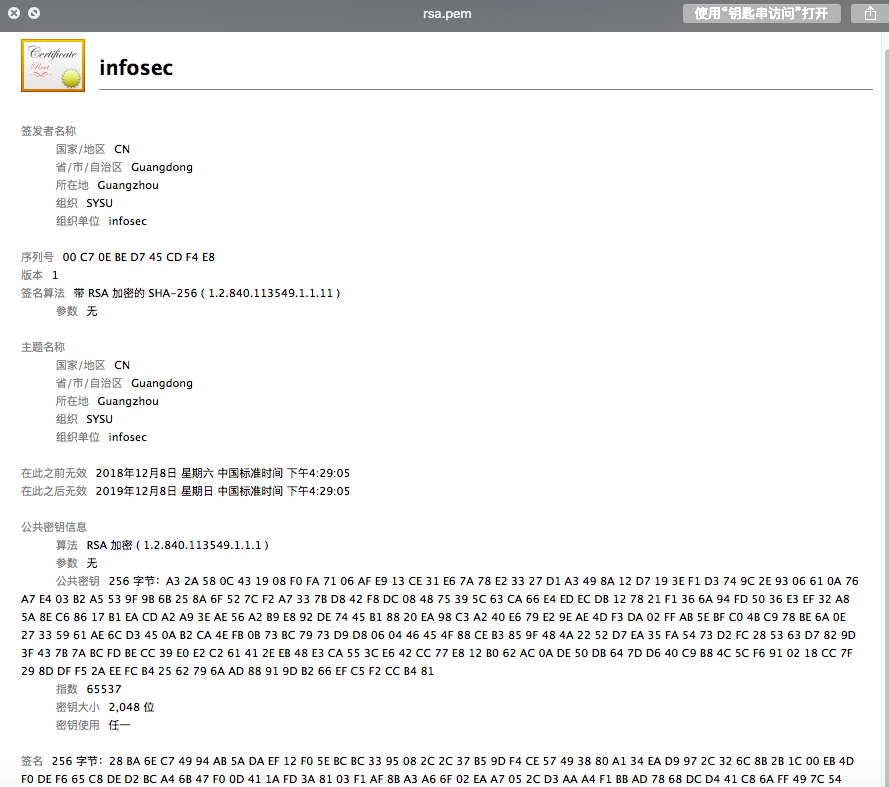 rsa.pem
使用“钥匙串访问”打开
Certificate
Root
infosec
签发者名称
国家/地区 CN
省/市/自治区 Guangdong
所在地 Guangzhou
组织 SYSU
组织单位 infosec
序列号 00 C7 0E BE D7 45 CD F4 E8
版本 1
签名算法 带 RSA 加密的 SHA-256 ( 1.2.840.113549.1.1.11 )
参数 无
主题名称
国家/地区 CN
省/市/自治区 Guangdong
所在地 Guangzhou
组织 SYSU
组织单位 infosec
在此之前无效 2018年12月8日 星期六 中国标准时间 下午4:29:05
在此之后无效 2019年12月8日 星期日 中国标准时间 下午4:29:05
公共密钥信息
算法 RSA 加密 ( 1.2.840.113549.1.1.1 )
参数 无
公共密钥 256 字节：A3 2A 58 0C 43 19 08 F0 FA 71 06 AF E9 13 CE 31 E6 7A 78 E2 33 27 D1 A3 49 8A 12 D7 19 3E F1 D3 74 9C 2E 93 06 61 0A 76
A7 E4 03 B2 A5 53 9F 9B 6B 25 8A 6F 52 7C F2 A7 33 7B D8 42 F8 DC 08 48 75 39 5C 63 CA 66 E4 ED EC DB 12 78 21 F1 36 6A 94 FD 50 36 E3 EF 32 A8
5A 8E C6 86 17 B1 EA CD A2 A9 3E AE 56 A2 B9 E8 92 DE 74 45 B1 88 20 EA 98 C3 A2 40 E6 79 E2 9E AE 4D F3 DA 02 FF AB 5E BF C0 4B C9 78 BE 6A 0E
27 33 59 61 AE 6C D3 45 0A B2 CA 4E FB 0B 73 BC 79 73 D9 D8 06 04 46 45 4F 88 CE B3 85 9F 48 4A 22 52 D7 EA 35 FA 54 73 D2 FC 28 53 63 D7 82 9D
3F 43 7B 7A BC FD BE CC 39 E0 E2 C2 61 41 2E EB 48 E3 CA 55 3C E6 42 CC 77 E8 12 B0 62 AC 0A DE 50 DB 64 7D D6 40 C9 B8 4C 5C F6 91 02 18 CC 7F
29 8D DF F5 2A EE FC B4 25 62 79 6A AD 88 91 9D B2 66 EF C5 F2 CC B4 81
指数 65537
密钥大小 2,048 位
密钥使用 任一
签名 256 字节：28 BA 6E C7 49 94 AB 5A DA EF 12 F0 5E BC BC 33 95 08 2C 2C 37 B5 9D F4 CE 57 49 38 80 A1 34 EA D9 97 2C 32 6C 8B 2B 1C 00 EB 4D
F0 DE F6 65 C8 DE D2 BC A4 6B 47 F0 0D 41 1A FD 3A 81 03 F1 AF 8B A3 A6 6F 02 EA A7 05 2C D3 AA A4 F1 BB AD 78 68 DC D4 41 C8 6A FF 49 7C 54